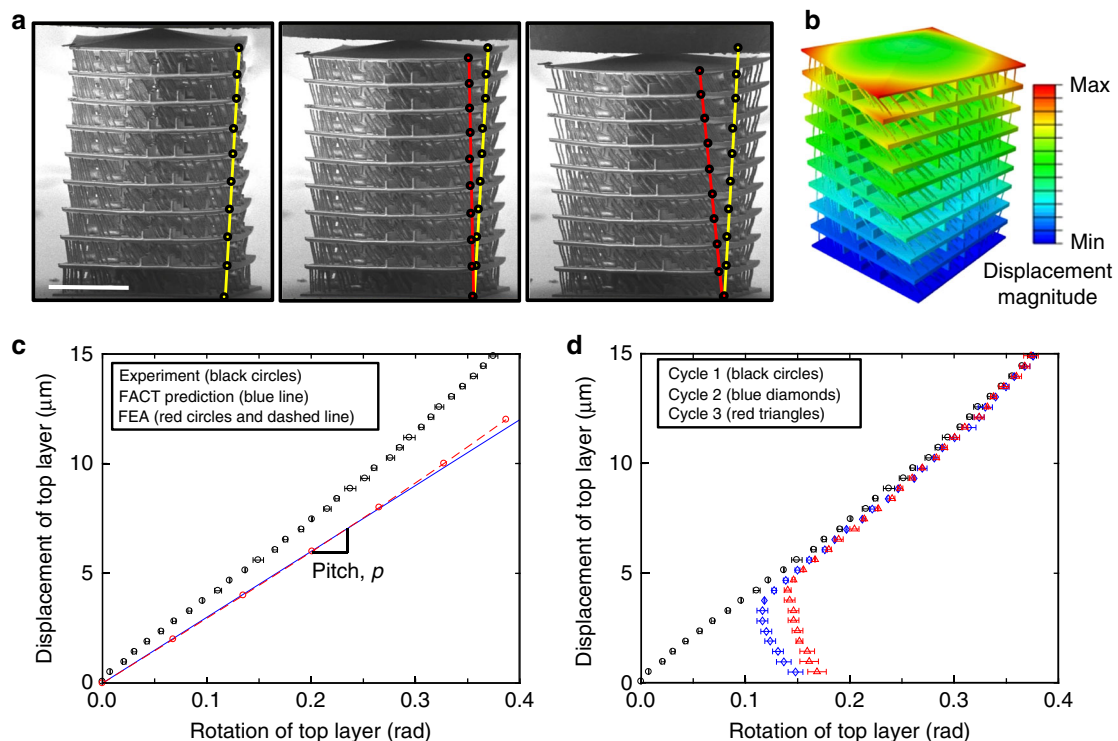 a
b
Max
Min
Displacement
magnitude
c
15
10
5
0
0
0.1
0.2
0.3
0.4
Displacement of top layer (μm)
Rotation of top layer (rad)
Experiment (black circles)
FACT prediction (blue line)
FEA (red circles and dashed line)
Pitch, p
d
15
10
5
0
0
0.1
0.2
0.3
0.4
Displacement of top layer (μm)
Rotation of top layer (rad)
Cycle 1 (black circles)
Cycle 2 (blue diamonds)
Cycle 3 (red triangles)